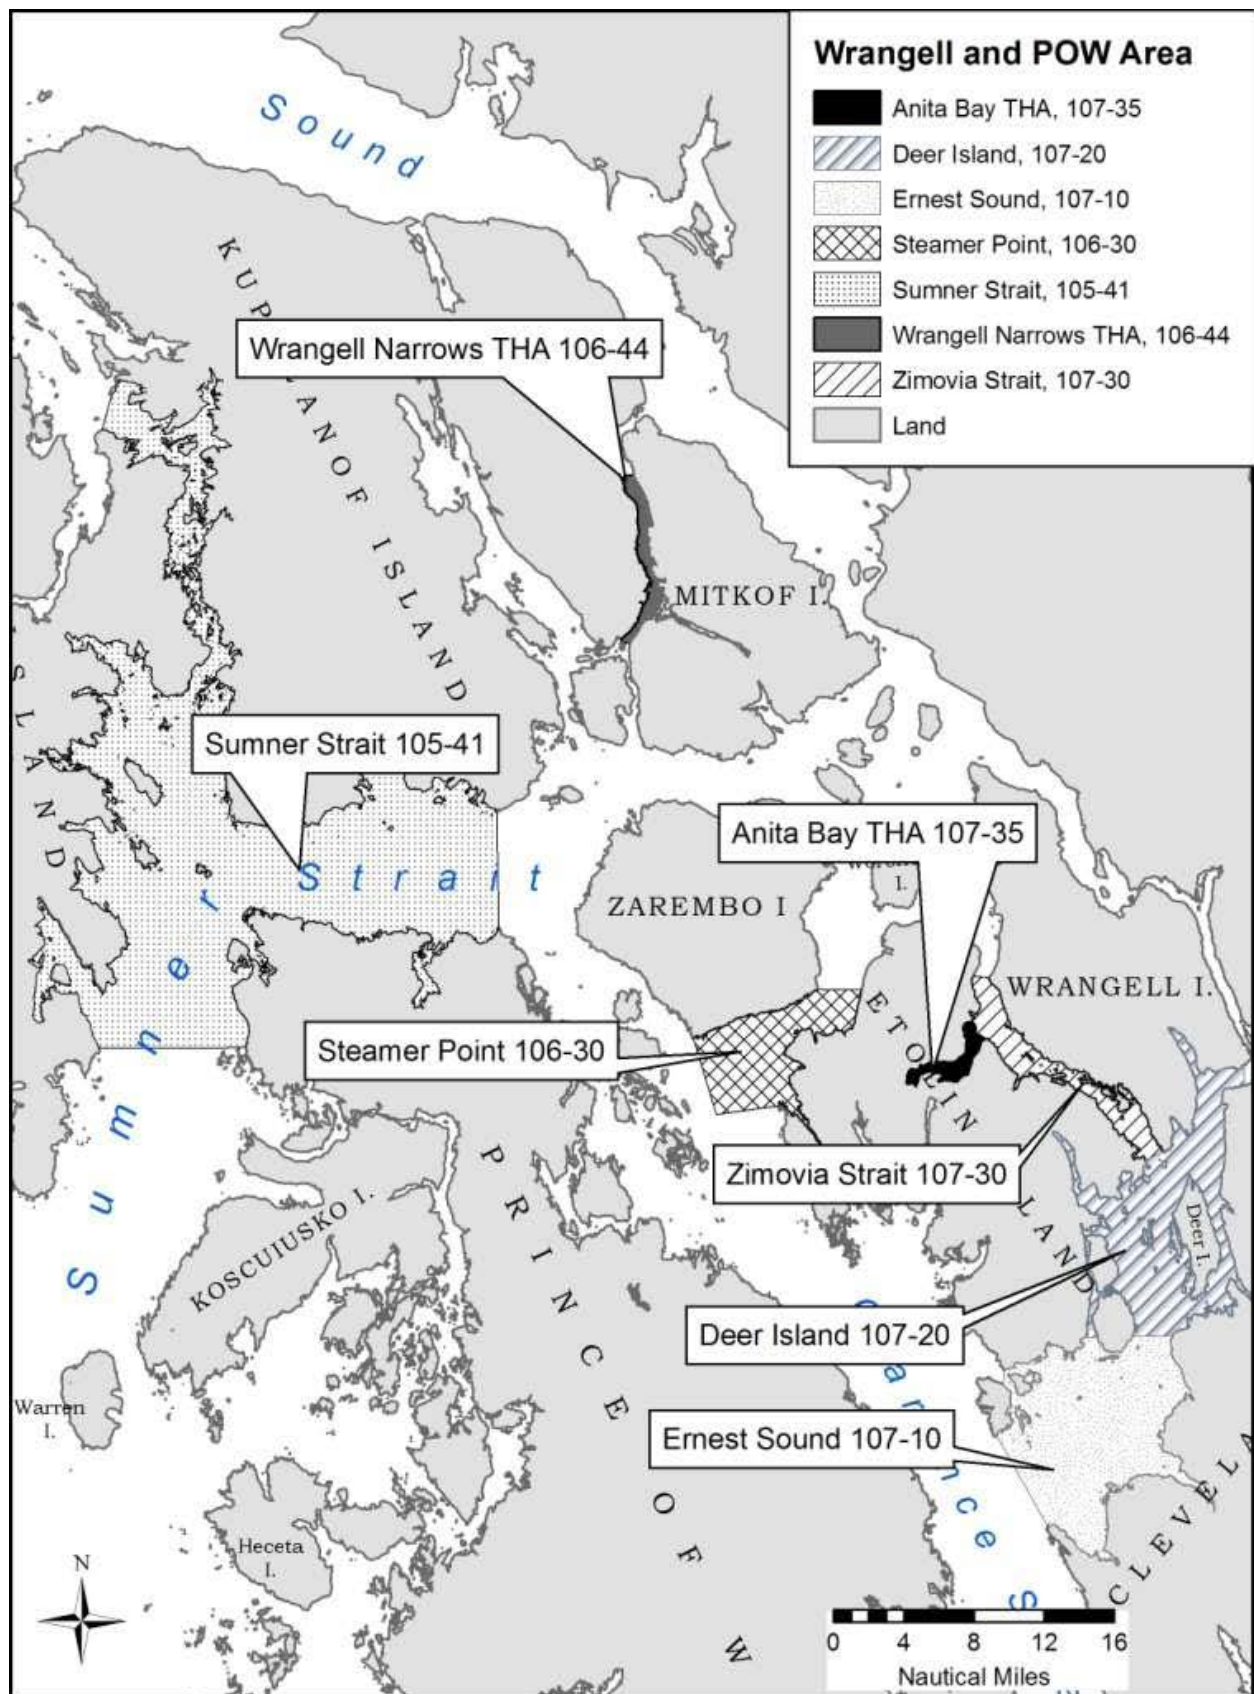 Wrangell and POW Area
Anita Bay THA, 107-35
Deer Island, 107-20
Ernest Sound, 107-10
Steamer Point, 106-30
Sumner Strait, 105-41
Wrangell Narrows THA, 106-44
Zimovia Strait, 107-30
Land
Sound
Wrangell Narrows THA 106-44
ISLAND
MITKOF I.
SLAND
Sumner Strait 105-41
Anita Bay THA 107-35
I.
Strait
ZAREMBO I
WRANGELL I.
Sumner
Steamer Point 106-30
ETOLIN
Zimovia Strait 107-30
LAND
Deer I.
KOSCUIUSKO I.
Deer Island 107-20
PRINCE
OF
W
Warren
I.
Ernest Sound 107-10
CLEVELA
Heceta
I.
N
S
0 4 8 12 16
Nautical Miles